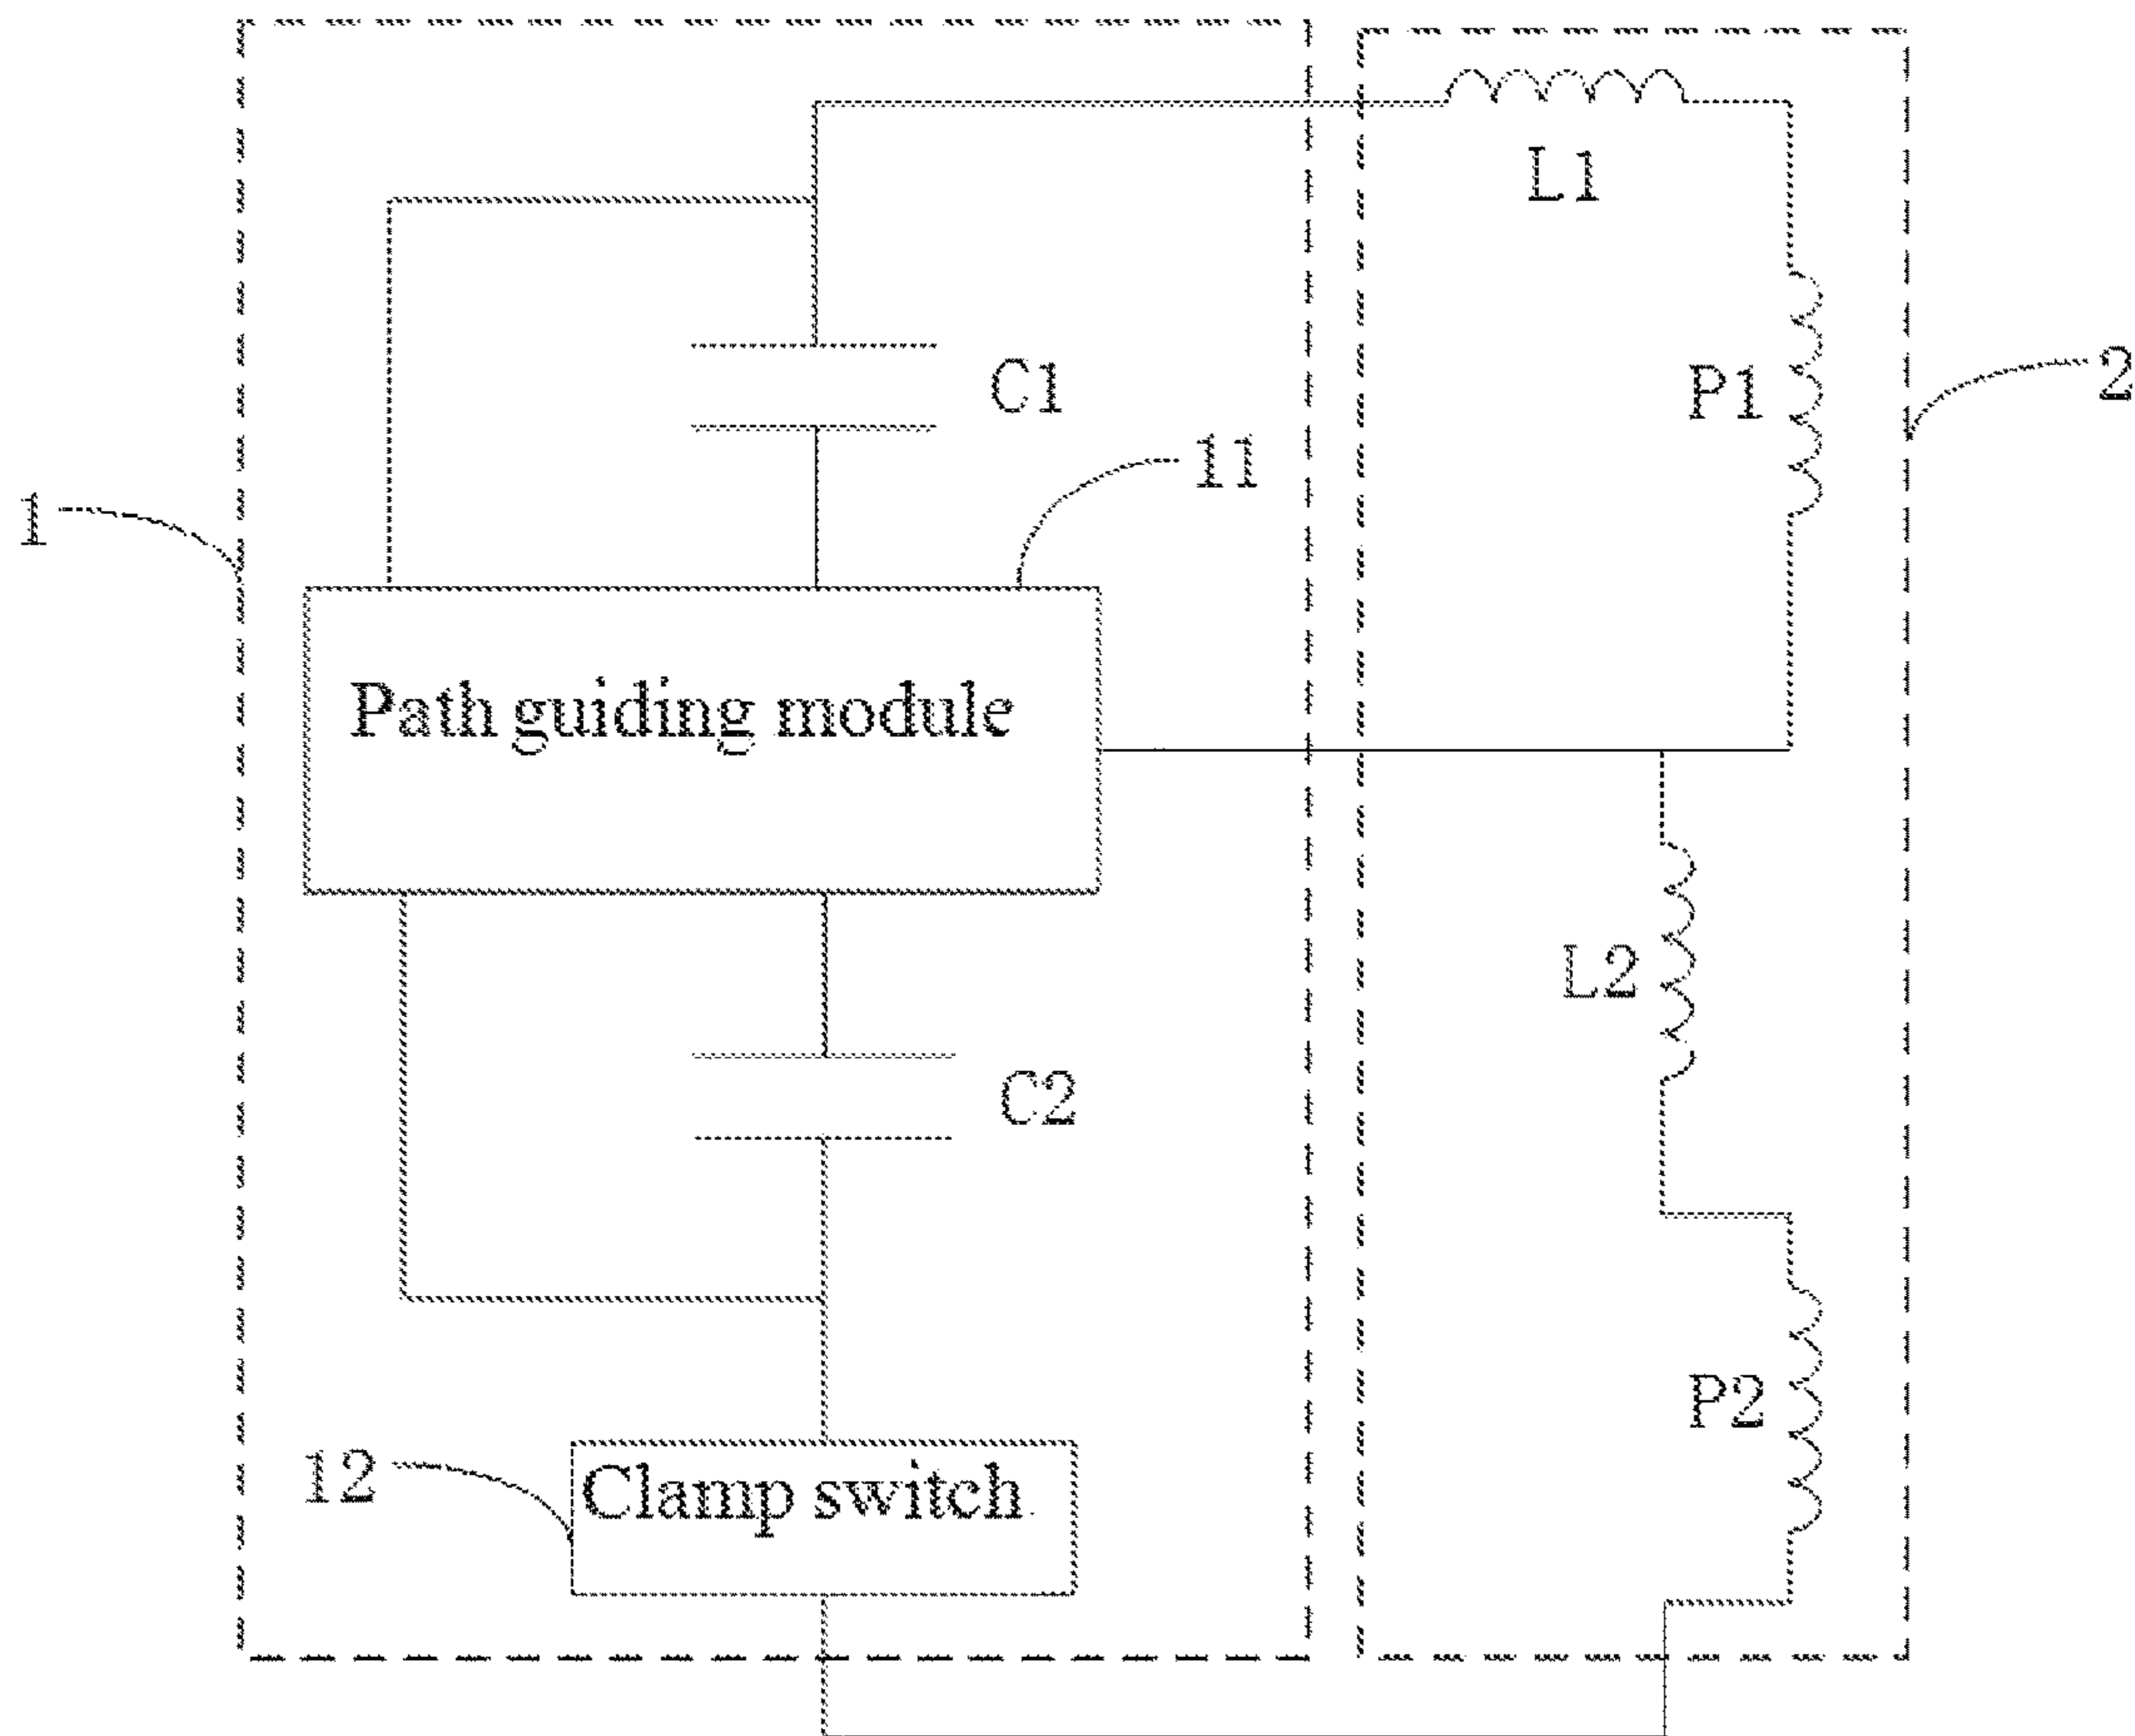 L1
C1
P1
2
11
1
Path guiding module
L2
C2
P2
12
Clamp switch